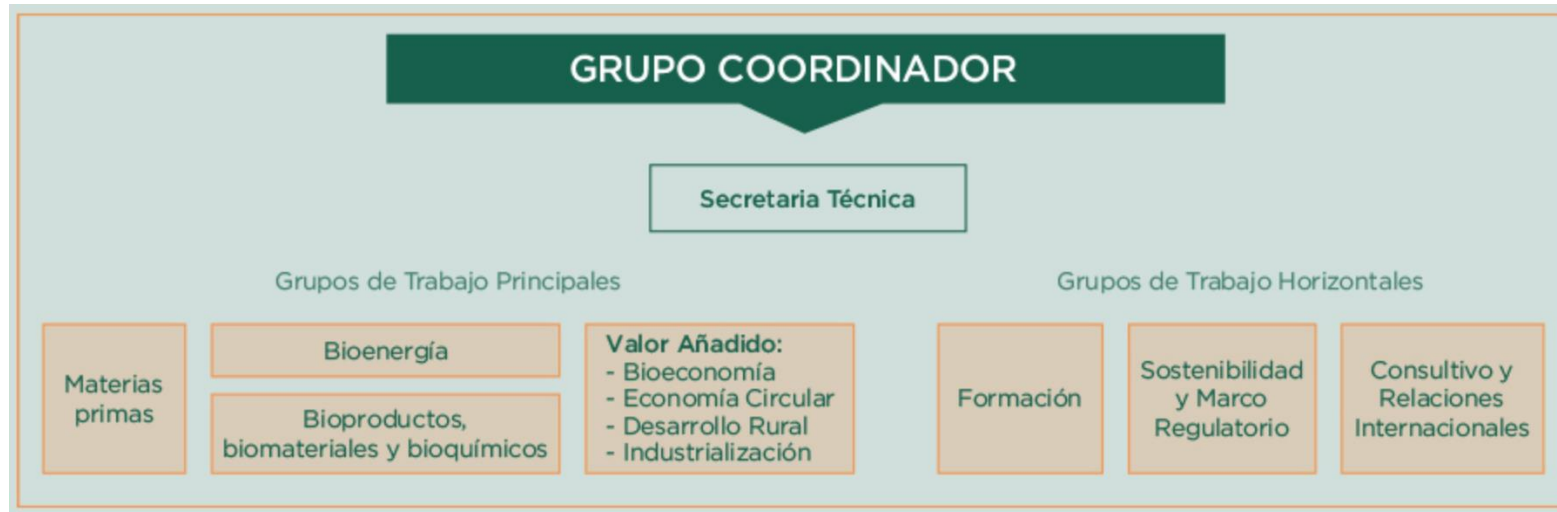 GRUPO COORDINADOR
Secretaria Técnica
Grupos de Trabajo Principales
Materias
primas
Bioenergía
Bioproductos,
biomateriales y bioquímicos
Valor Añadido:
- Bioeconomía
- Economía Circular
- Desarrollo Rural
- Industrialización
Grupos de Trabajo Horizontales
Formación
Sostenibilidad
y Marco
Regulatorio
Consultivo y
Relaciones
Internacionales